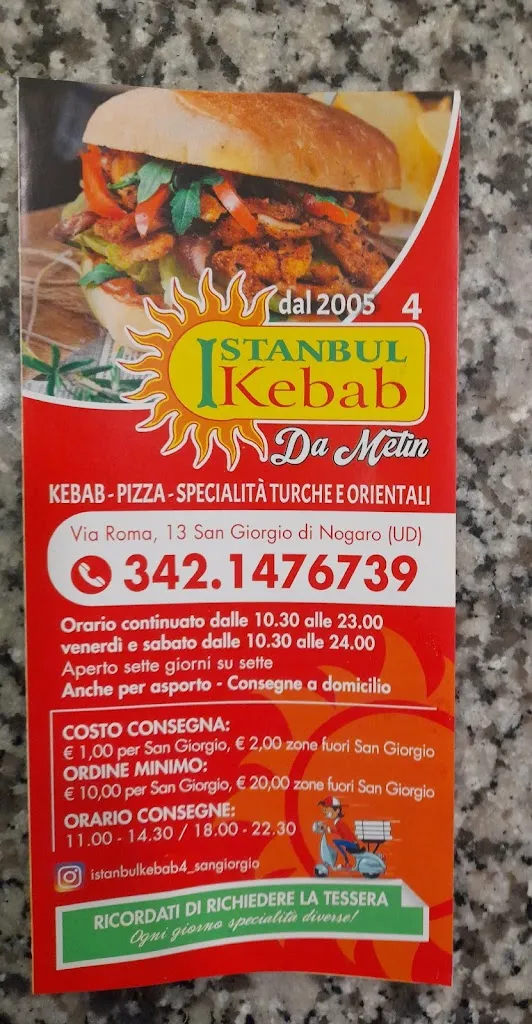 dal 2005 4
ISTANBUL
Kebab
Da Metin
KEBAB - PIZZA - SPECIALITÀ TURCHE E ORIENTALI
Via Roma, 13 San Giorgio di Nogaro (UD)
342.1476739
Orario continuato dalle 10.30 alle 23.00
venerdì e sabato dalle 10.30 alle 24.00
Aperto sette giorni su sette
Anche per asporto - Consegne a domicilio
COSTO CONSEGNA:
€ 1,00 per San Giorgio, € 2,00 zone fuori San Giorgio
ORDINE MINIMO:
€ 10,00 per San Giorgio, € 20,00 zone fuori San Giorgio
ORARIO CONSEGNE:
11.00 - 14.30 / 18.00 - 22.30
istanbulkebab4_sangiorgio
RICORDATI DI RICHIEDERE LA TESSERA
Ogni giorno specialità diverse!